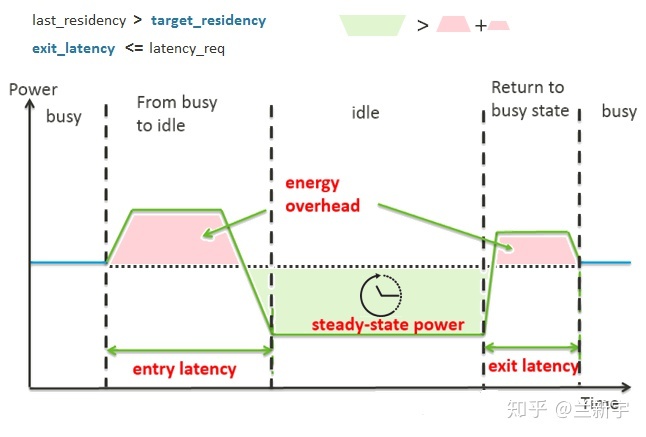 last_residency > target_residency
>
+
exit_latency <= latency_req
Power
busy
From busy
to idle
idle
Return to
busy state
busy
energy
overhead
steady-state power
entry latency
exit latency
Time
知乎 @兰新宇